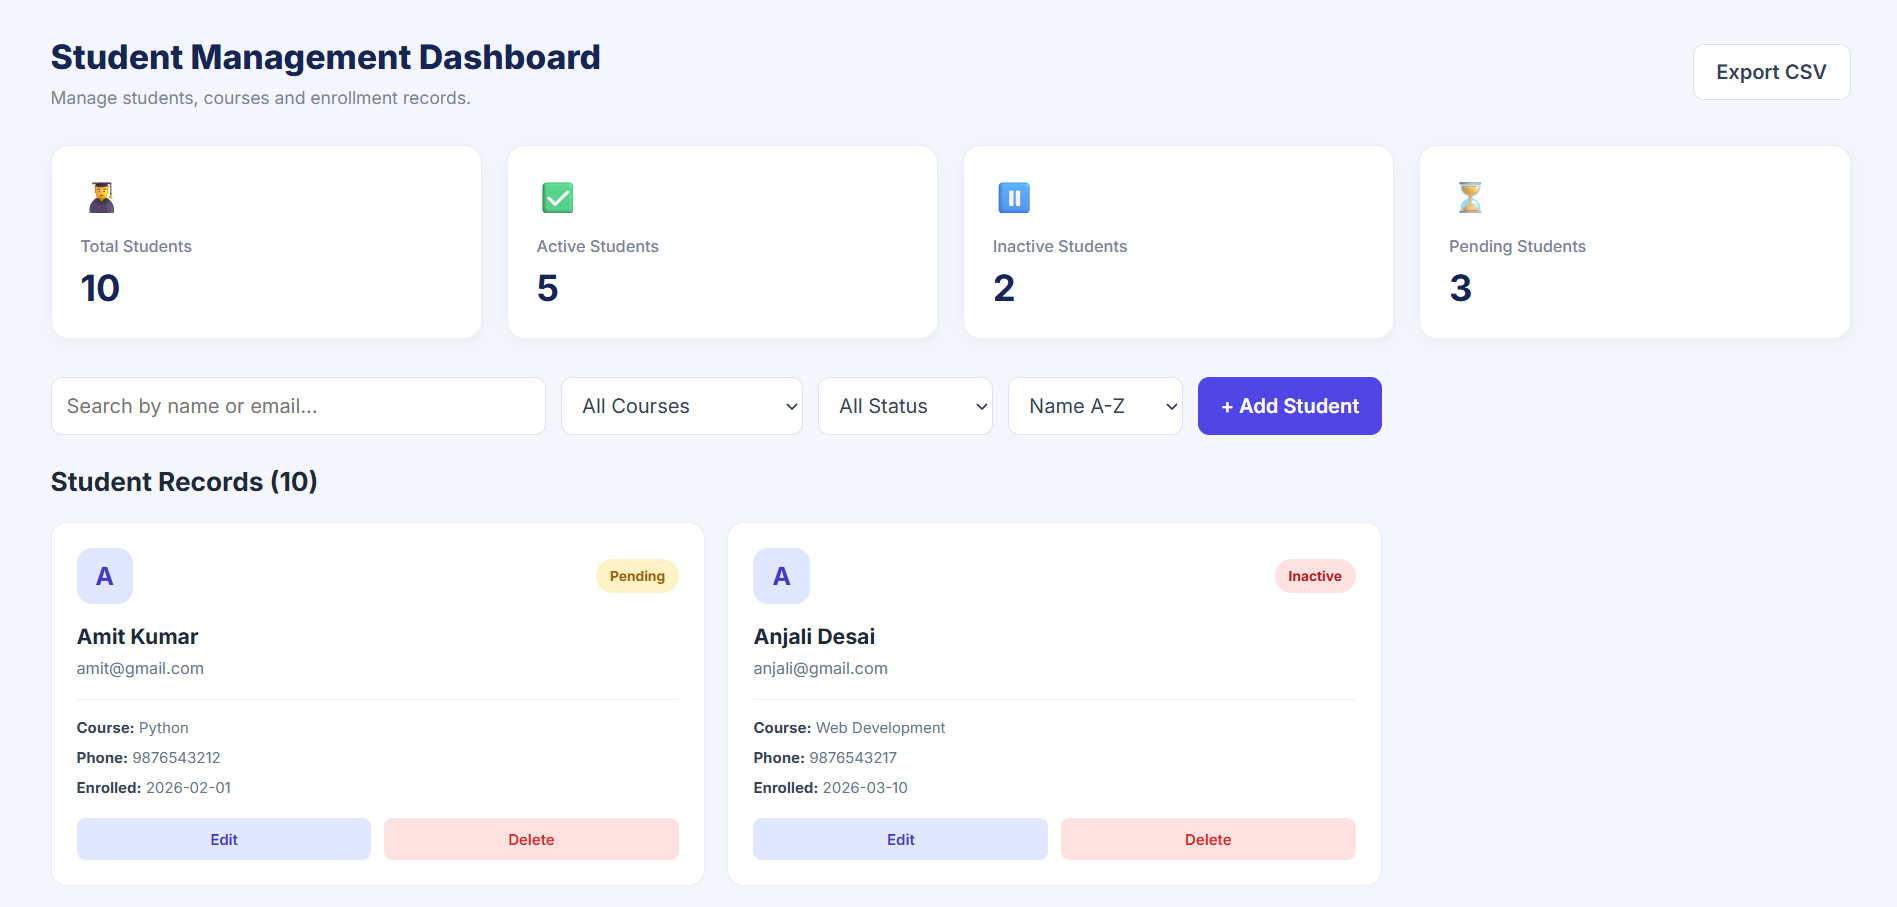 Student Management Dashboard
Manage students, courses and enrollment records.
Export CSV
Total Students
10
Active Students
5
Inactive Students
2
Pending Students
3
Search by name or email...
All Courses
All Status
Name A-Z
+ Add Student
Student Records (10)
A
Pending
Amit Kumar
amit@gmail.com
Course: Python
Phone: 9876543212
Enrolled: 2026-02-01
Edit
Delete
A
Inactive
Anjali Desai
anjali@gmail.com
Course: Web Development
Phone: 9876543217
Enrolled: 2026-03-10
Edit
Delete